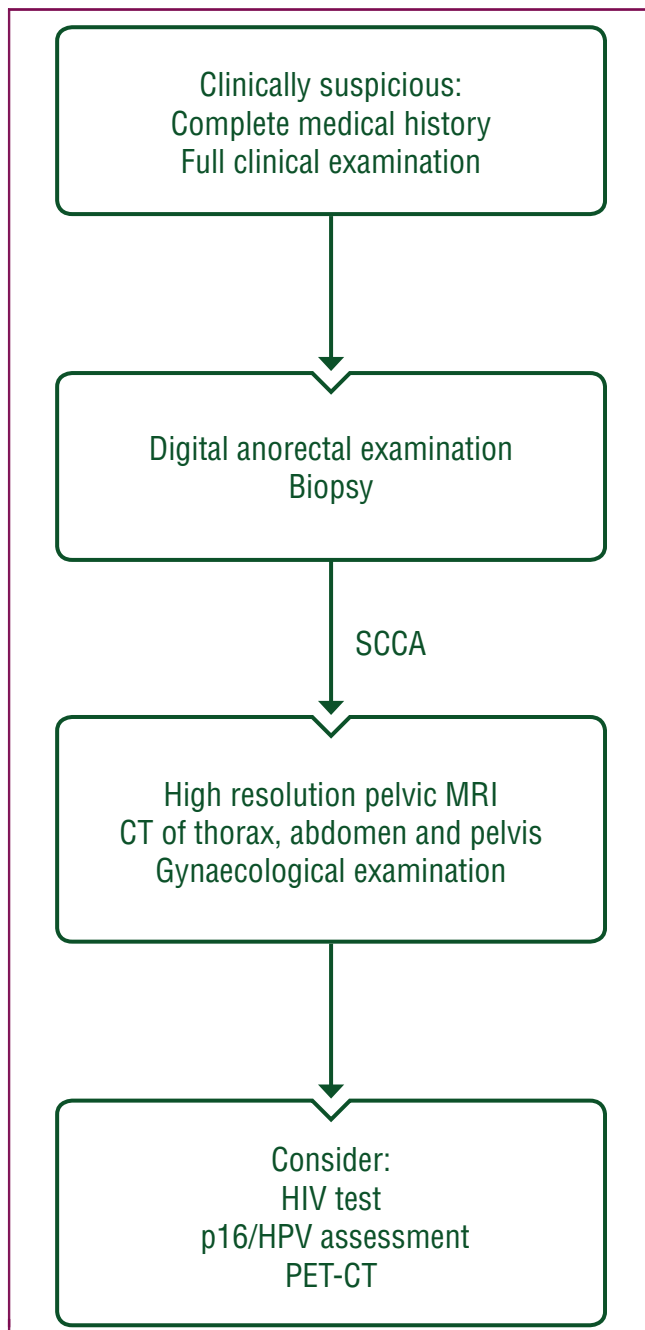 Clinically suspicious:
Complete medical history
Full clinical examination
Digital anorectal examination
Biopsy
SCCA
High resolution pelvic MRI
CT of thorax, abdomen and pelvis
Gynaecological examination
Consider:
HIV test
p16/HPV assessment
PET-CT